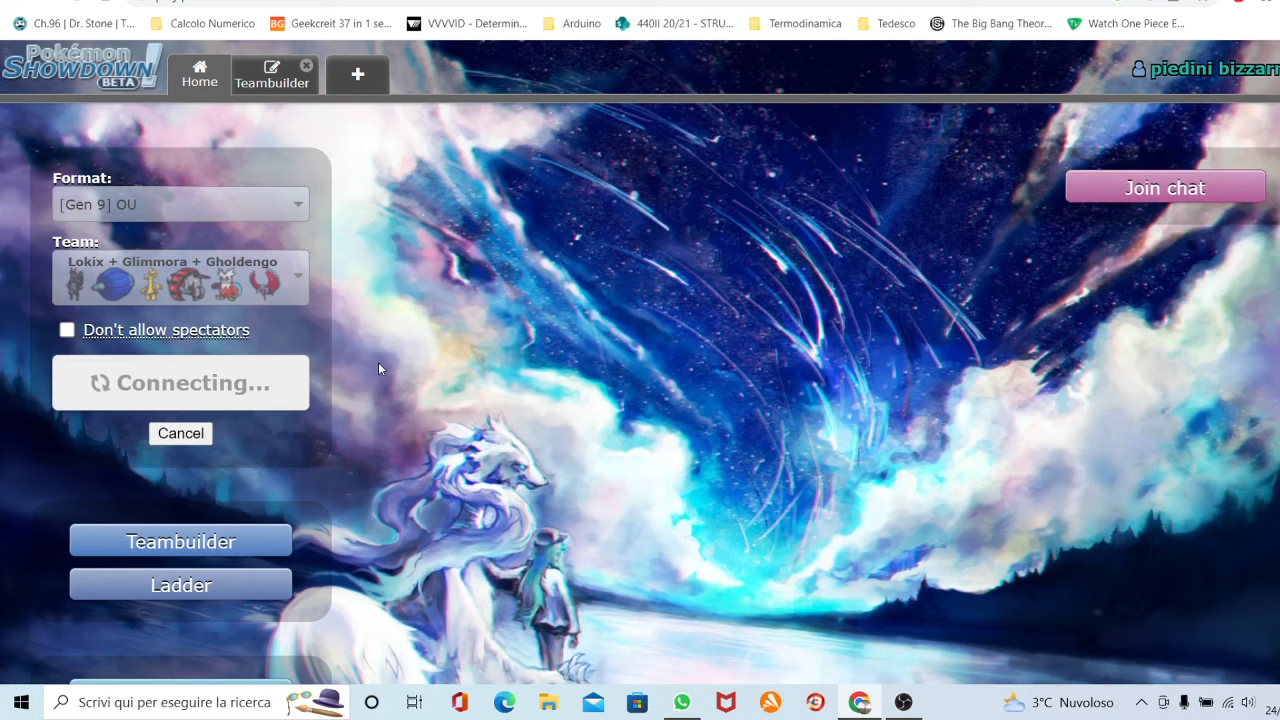 Ch.96 | Dr. Stone | T...
Calcolo Numerico
Geekcreit 37 in 1 se...
VVVVID - Determin...
Arduino
440II 20/21 - STRU...
Termodinamica
Tedesco
The Big Bang Theor...
Watch One Piece E...
Pokémon
SHOWDOWN!
BETA
Home
Teambuilder
piedini bizzarr
Join chat
Format:
[Gen 9] OU
Team:
Lokix + Glimmora + Gholdengo
Don't allow spectators
Connecting...
Cancel
Teambuilder
Ladder
Scrivi qui per eseguire la ricerca
3°C Nuvoloso
24